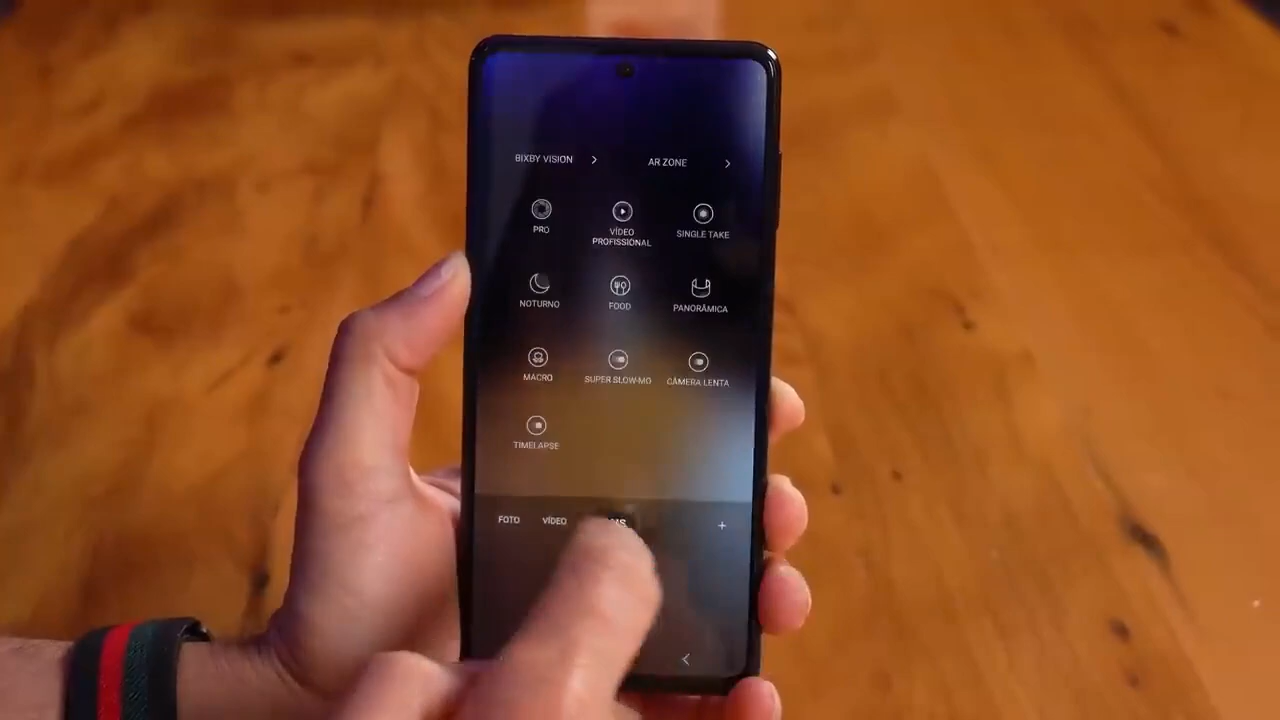 BIXBY VISION
AR ZONE
PRO
VÍDEO
PROFISSIONAL
SINGLE TAKE
NOTURNO
FOOD
PANORÂMICA
MACRO
SUPER SLOW-MO
CÂMERA LENTA
TIMELAPSE
FOTO
VÍDEO
+